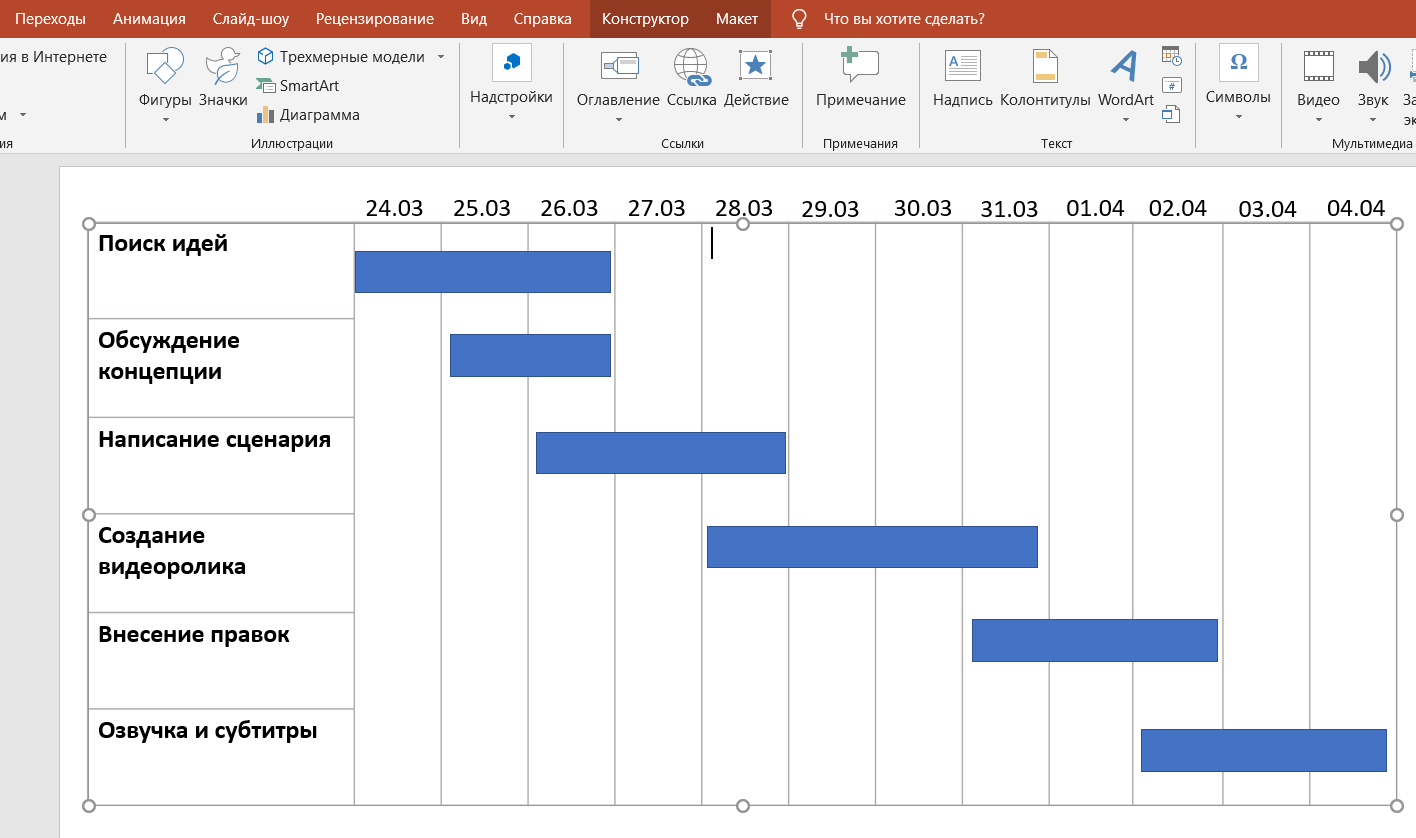 Переходы Анимация Слайд-шоу Рецензирование Вид Справка Конструктор Макет Что вы хотите сделать?
ия в Интернете
м
ия
Фигуры Значки
Трехмерные модели
SmartArt
Диаграмма
Иллюстрации
Надстройки
Оглавление Ссылка Действие
Ссылки
Примечание
Примечания
A
Надпись Колонтитулы WordArt
#
Текст
Ω
Символы
Видео Звук За
эк
Мультимедиа
24.03 25.03 26.03 27.03 28.03 29.03 30.03 31.03 01.04 02.04 03.04 04.04
Поиск идей
Обсуждение
концепции
Написание сценария
Создание
видеоролика
Внесение правок
Озвучка и субтитры